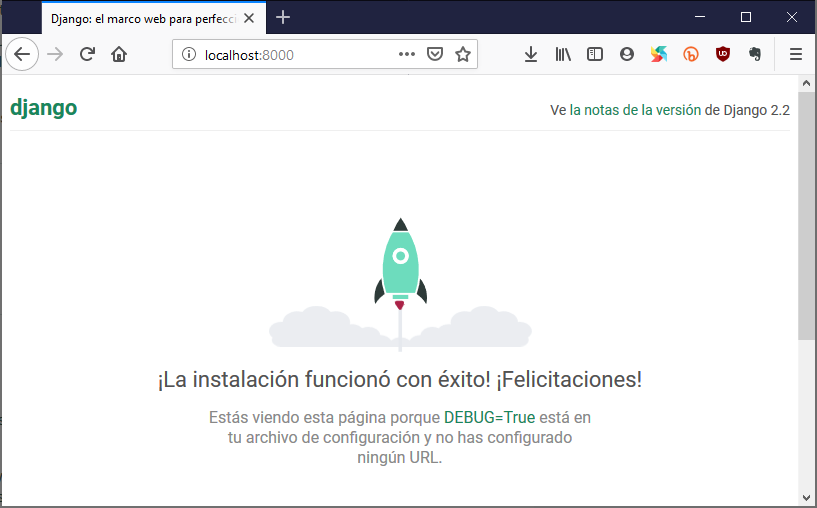 Django: el marco web para perfecci
localhost:8000
django
Ve la notas de la versión de Django 2.2
¡La instalación funcionó con éxito! ¡Felicitaciones!
Estás viendo esta página porque DEBUG=True está en
tu archivo de configuración y no has configurado
ningún URL.